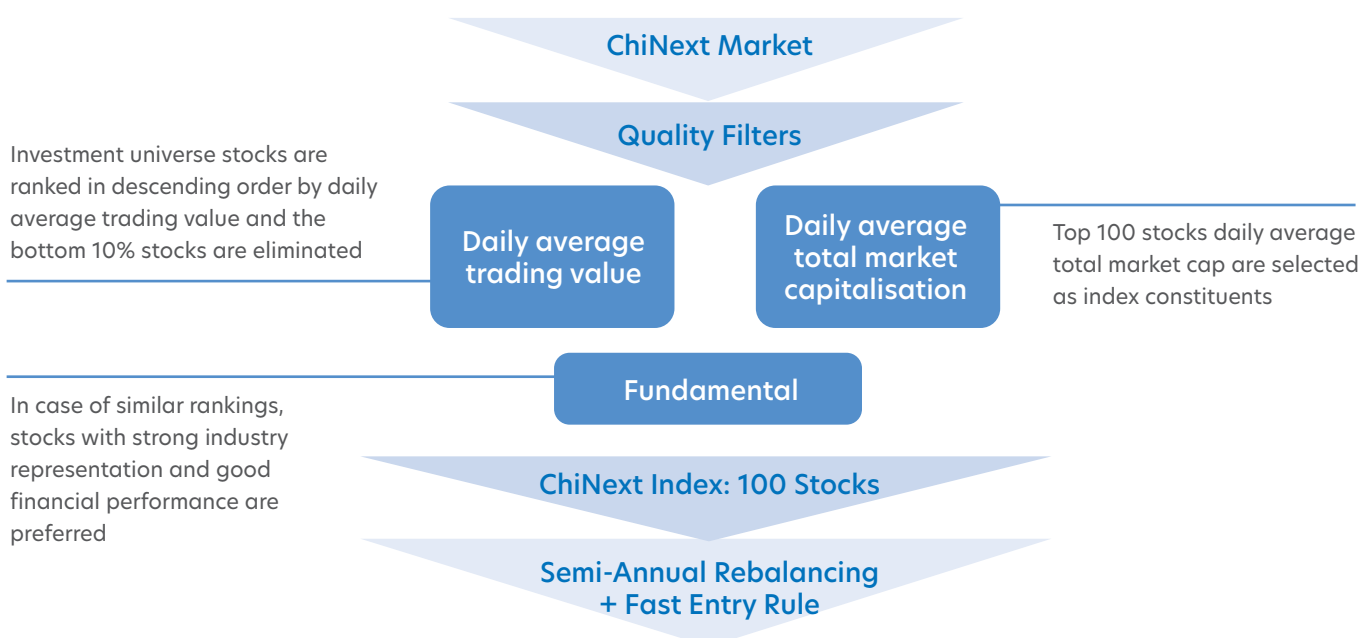 ChiNext Market
Quality Filters
Investment universe stocks are
ranked in descending order by daily
average trading value and the
bottom 10% stocks are eliminated
Daily average
trading value
Daily average
total market
capitalisation
Top 100 stocks daily average
total market cap are selected
as index constituents
Fundamental
In case of similar rankings,
stocks with strong industry
representation and good
financial performance are
preferred
ChiNext Index: 100 Stocks
Semi-Annual Rebalancing
+ Fast Entry Rule